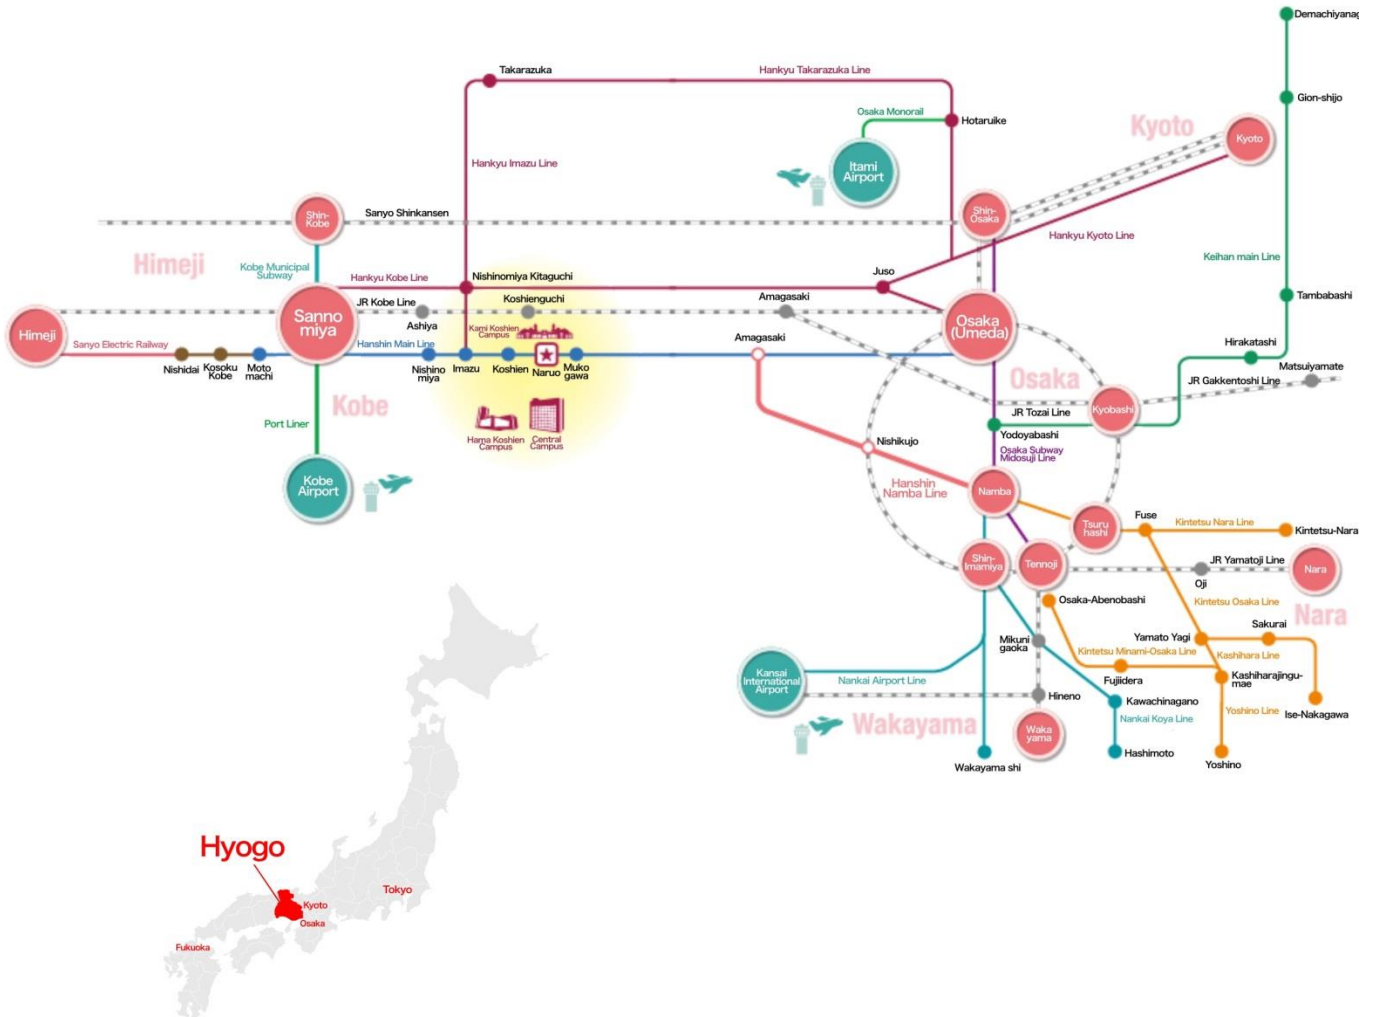 Demachiyanag
Takarazuka
Hankyu Takarazuka Line
Gion-shijo
Osaka Monorail
Hotaruike
Kyoto
Kyoto
Hankyu Imazu Line
Itami
Airport
Shin-
Kobe
Sanyo Shinkansen
Shin-
Osaka
Hankyu Kyoto Line
Himeji
Kobe Municipal
Subway
Keihan main Line
Hankyu Kobe Line
Nishinomiya Kitaguchi
Juso
JR Kobe Line
Koshienguchi
Amagasaki
Tambabashi
Himeji
Sanno
miya
Ashiya
Kami Koshien
Campus
Osaka
(Umeda)
Sanyo Electric Railway
Hanshin Main Line
Amagasaki
Hirakatashi
Nishidai
Kosoku
Kobe
Moto
machi
Nishino
miya
Imazu
Koshien
Naruo
Muko
gawa
Osaka
Matsuiyamate
JR Gakkentoshi Line
Kobe
JR Tozai Line
Kyobashi
Port Liner
Hama Koshien
Campus
Central
Campus
Nishikujo
Yodoyabashi
Osaka Subway
Midosuji Line
Kobe
Airport
Hanshin
Namba Line
Namba
Tsuru
hashi
Fuse
Kintetsu Nara Line
Kintetsu-Nara
Shin-
Imamiya
Tennoji
JR Yamatoji Line
Oji
Nara
Osaka-Abenobashi
Kintetsu Osaka Line
Nara
Mikuni
gaoka
Yamato Yagi
Sakurai
Kintetsu Minami-Osaka Line
Kashihara Line
Kansai
International
Airport
Nankai Airport Line
Fujiidera
Kashiharajingu-
mae
Hineno
Kawachinagano
Yoshino Line
Ise-Nakagawa
Wakayama
Waka
yama
Nankai Koya Line
Wakayama shi
Hashimoto
Yoshino
Hyogo
Tokyo
Kyoto
Osaka
Fukuoka